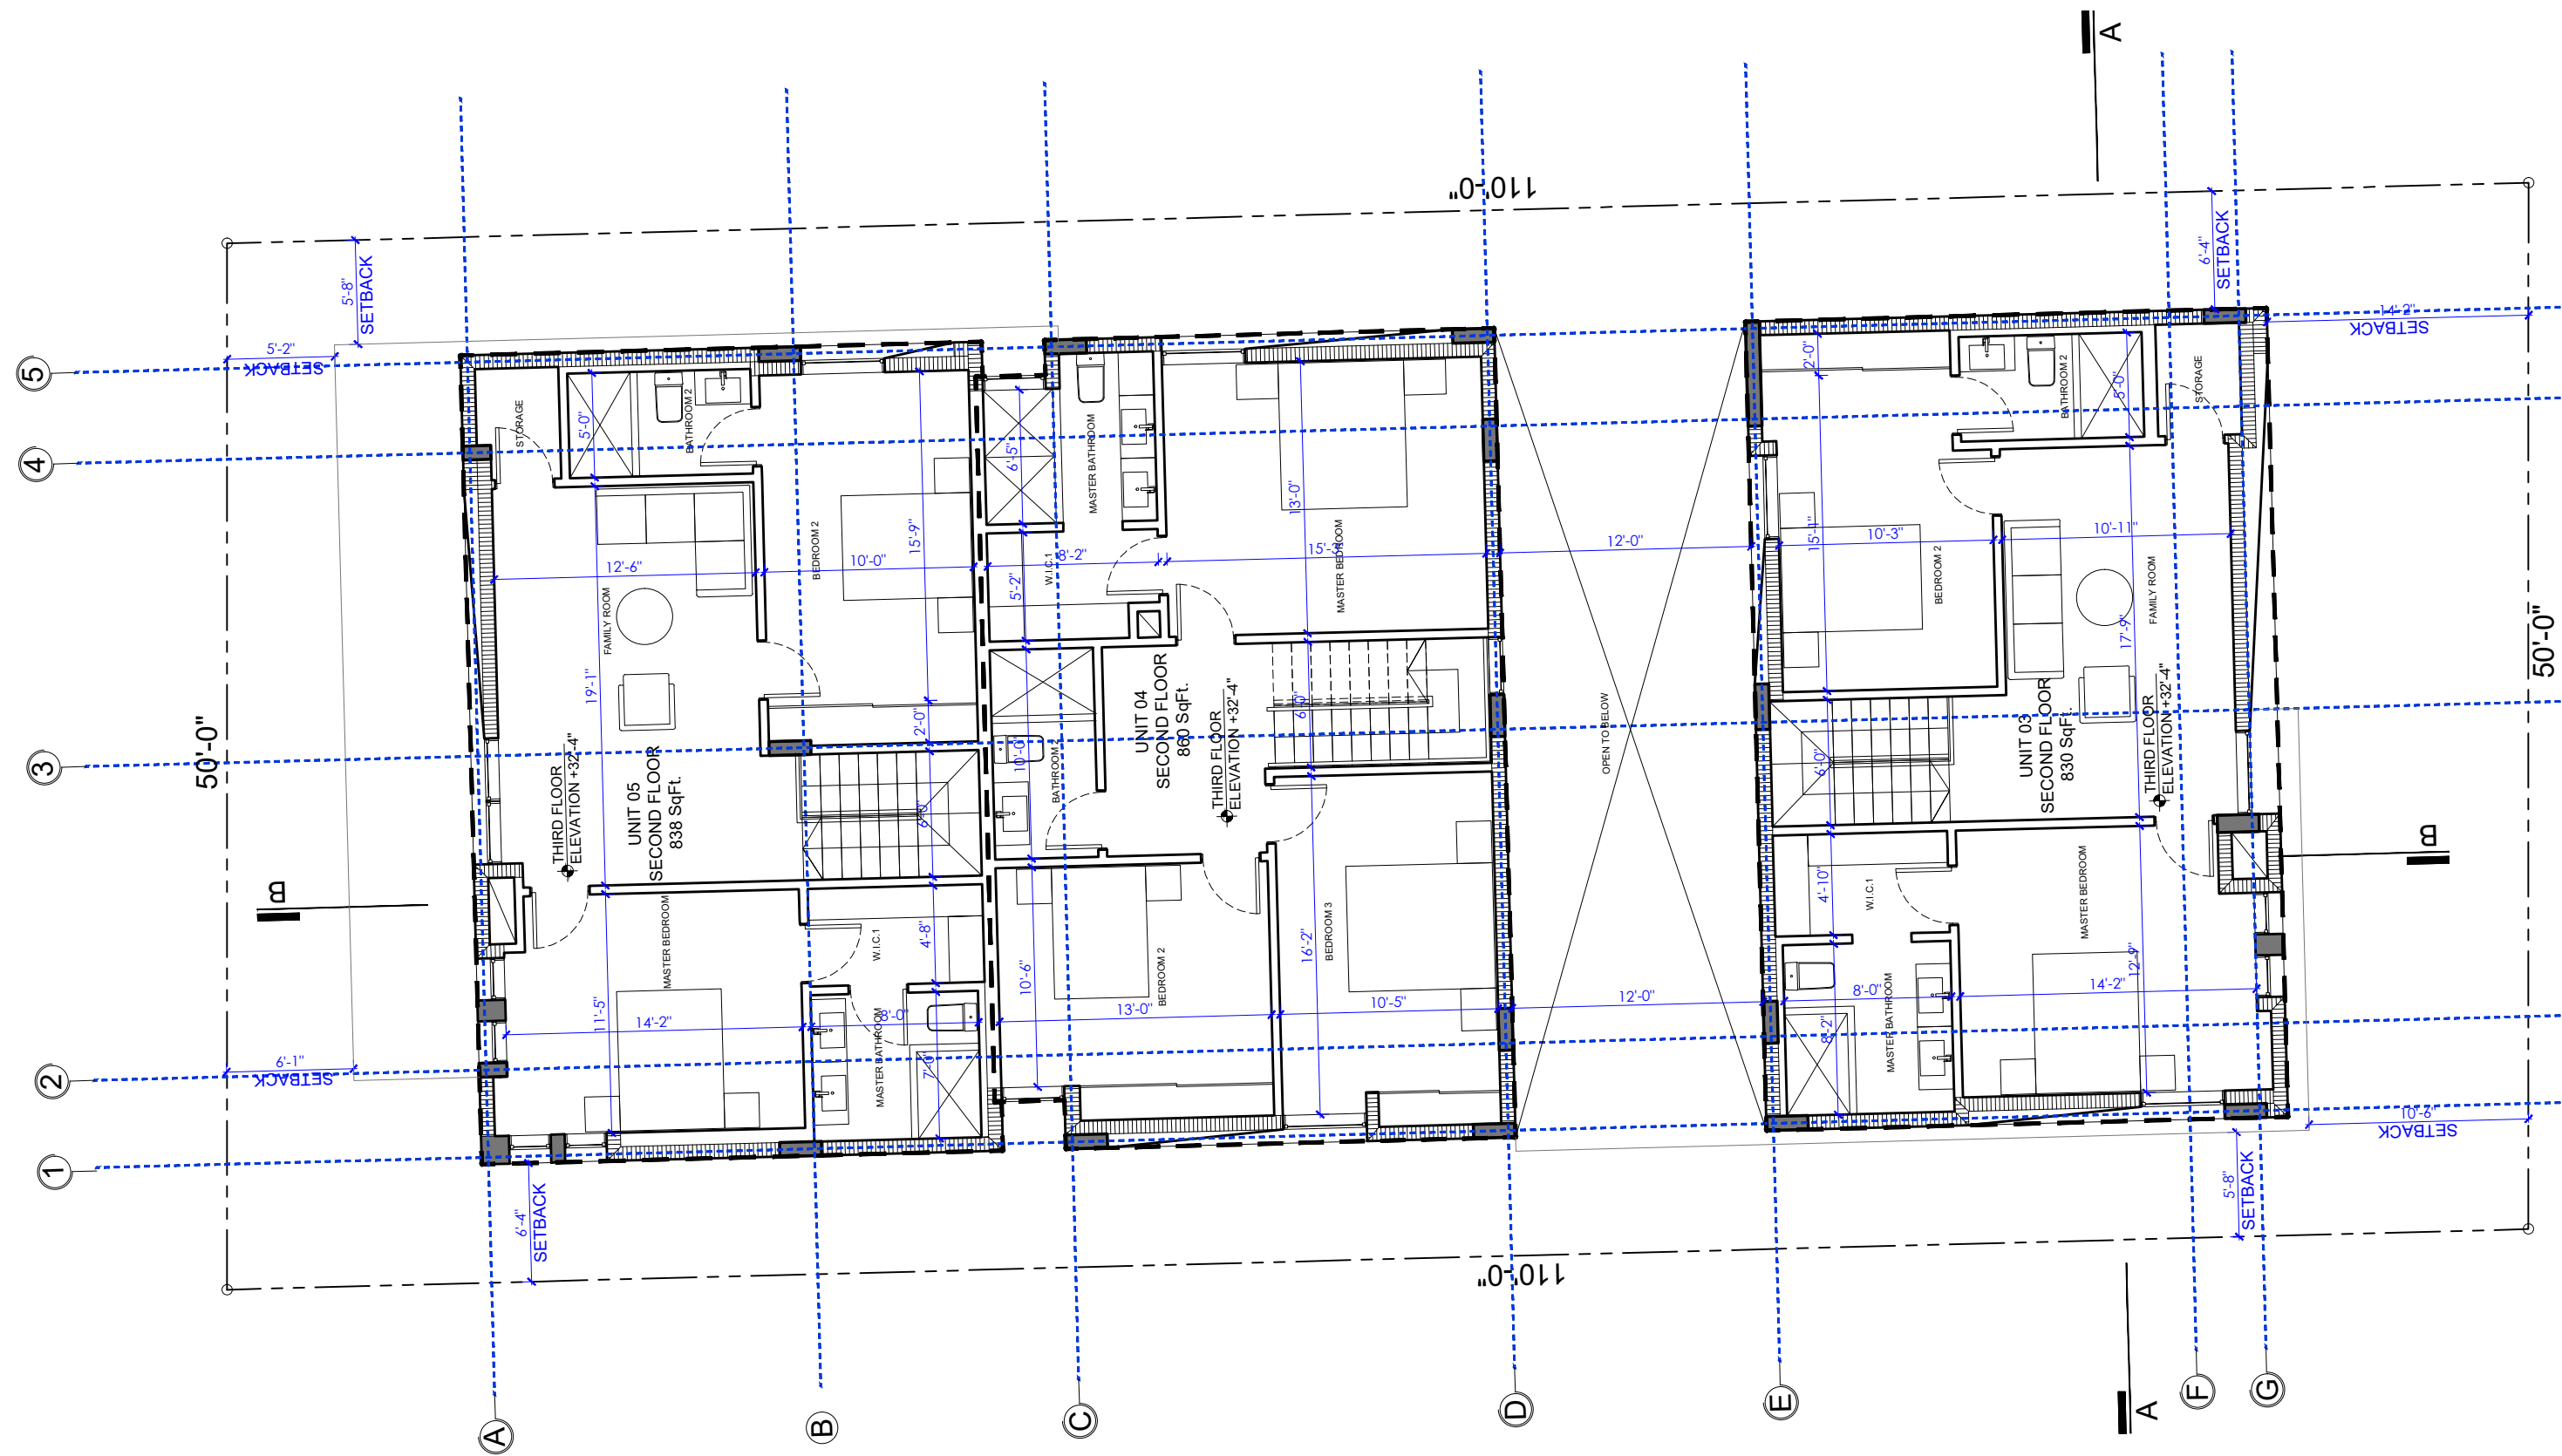 A
110'-0"
5'-8"
SETBACK
6'-4"
SETBACK
5'-2"
SETBACK
14'-2"
SETBACK
5
4
3
2
1
50'-0"
50'-0"
B
B
STORAGE
5'-0"
BATHROOM 2
12'-6"
FAMILY ROOM
19'-1"
BEDROOM 2
10'-0"
15'-9"
2'-0"
6'-0"
THIRD FLOOR
ELEVATION +32'-4"
UNIT 05
SECOND FLOOR
838 SqFt.
MASTER BEDROOM
11'-5"
14'-2"
W.I.C.1
4'-8"
8'-0"
MASTER BATHROOM
7'-0"
6'-5"
MASTER BATHROOM
W.I.C.1
8'-2"
5'-2"
13'-0"
15'-3"
MASTER BEDROOM
UNIT 04
SECOND FLOOR
860 SqFt.
THIRD FLOOR
ELEVATION +32'-4"
6'-0"
10'-0"
BATHROOM 2
10'-6"
13'-0"
BEDROOM 2
BEDROOM 3
16'-2"
10'-5"
12'-0"
OPEN TO BELOW
12'-0"
2'-0"
BATHROOM 2
5'-0"
STORAGE
15'-1"
10'-3"
BEDROOM 2
10'-11"
FAMILY ROOM
17'-9"
6'-0"
UNIT 03
SECOND FLOOR
830 SqFt.
THIRD FLOOR
ELEVATION +32'-4"
4'-10"
W.I.C.1
MASTER BEDROOM
12'-9"
14'-2"
8'-0"
8'-2"
MASTER BATHROOM
6'-1"
SETBACK
10'-6"
SETBACK
6'-4"
SETBACK
5'-8"
SETBACK
110'-0"
A
B
C
D
E
F
G
A